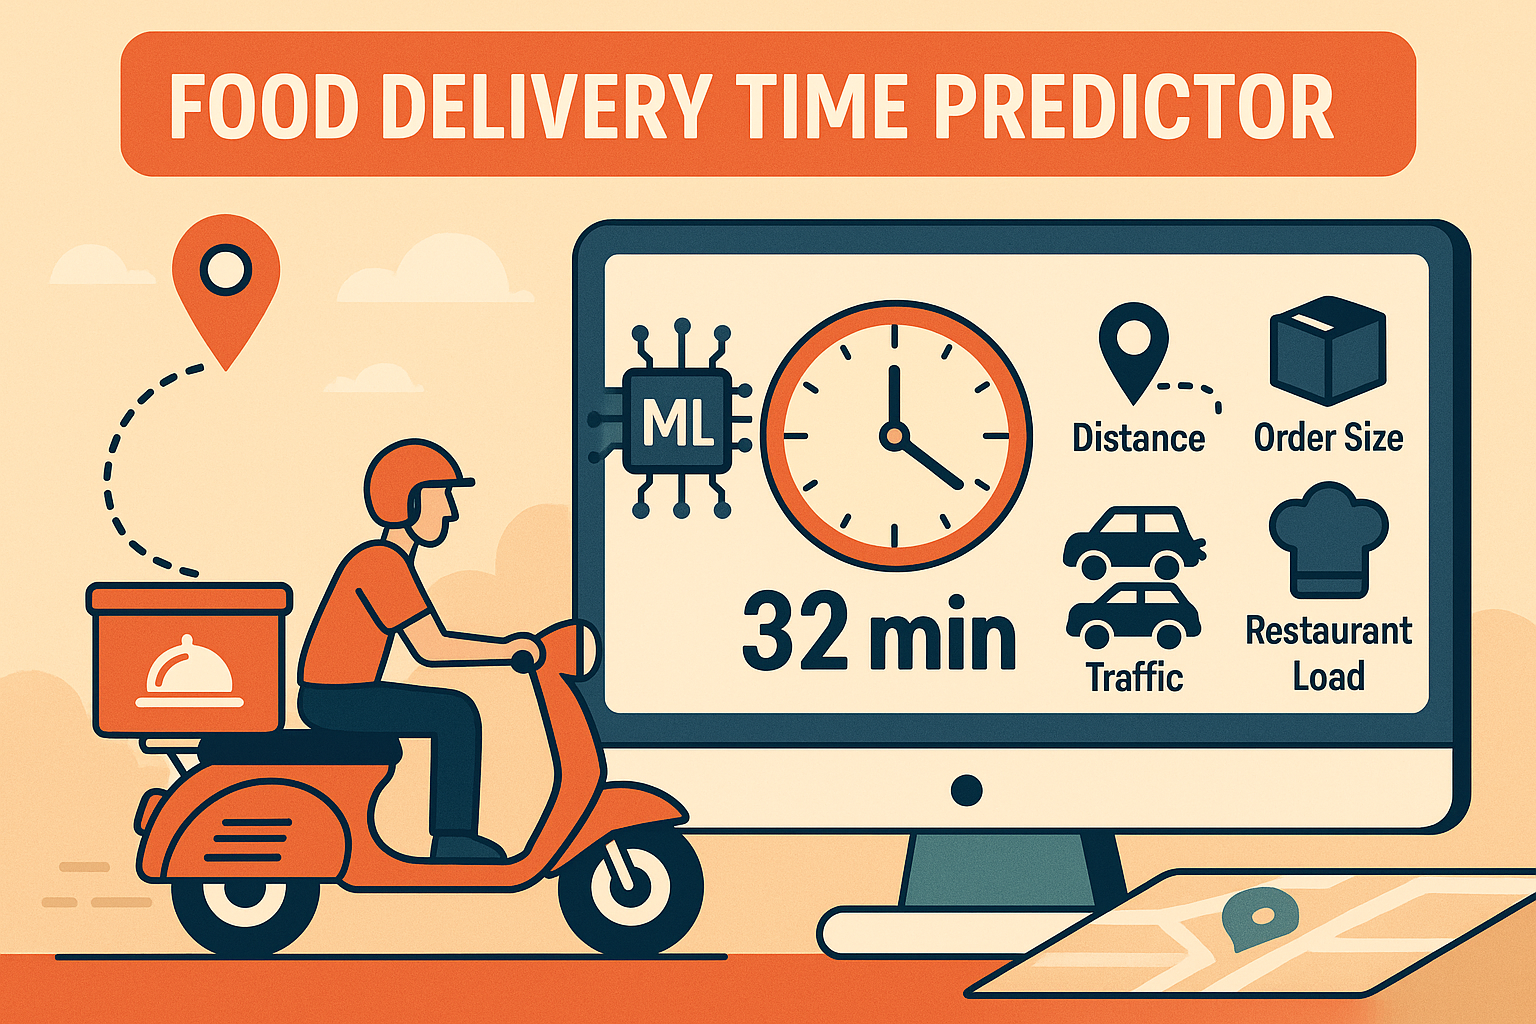 FOOD DELIVERY TIME PREDICTOR
ML
32 min
Distance
Order Size
Traffic
Restaurant
Load